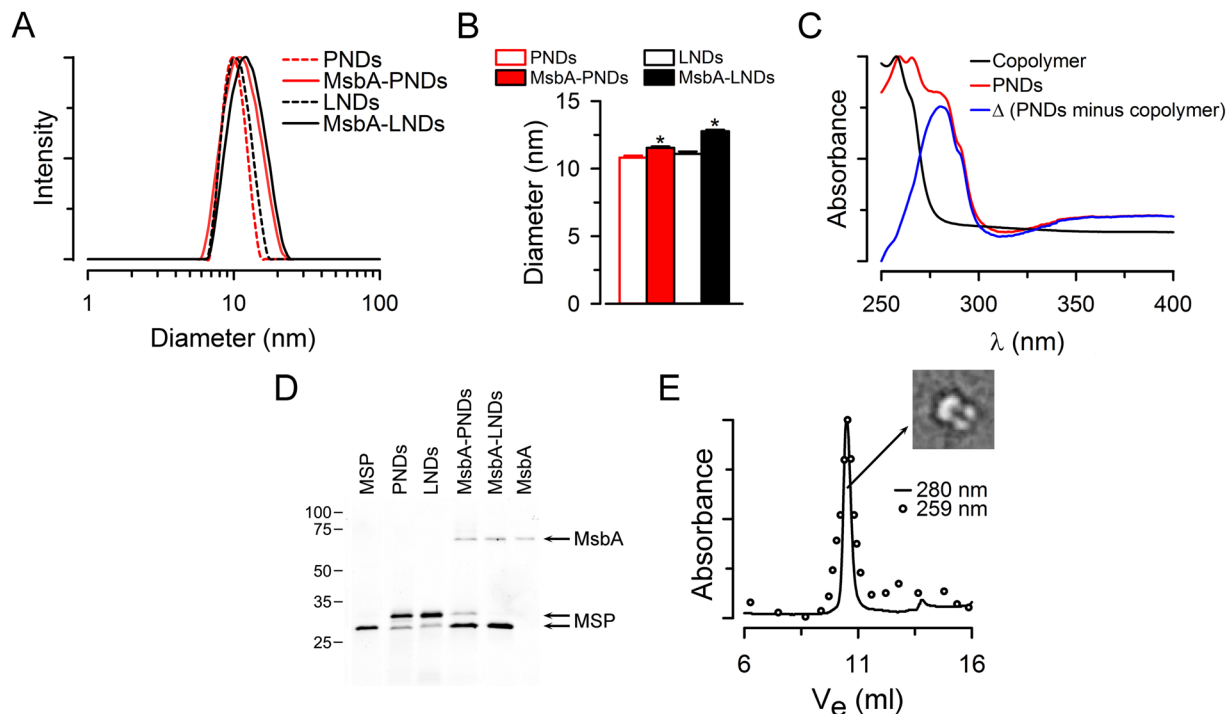 A
PNDs
MsbA-PNDs
LNDs
MsbA-LNDs
Intensity
1
10
100
Diameter (nm)
B
PNDs
LNDs
MsbA-PNDs
MsbA-LNDs
15
10
5
0
Diameter (nm)
*
*
C
Copolymer
PNDs
Δ (PNDs minus copolymer)
Absorbance
250
300
350
400
λ (nm)
D
MSP
PNDs
LNDs
MsbA-PNDs
MsbA-LNDs
MsbA
100
75
50
35
25
MsbA
MSP
E
Absorbance
280 nm
259 nm
6
11
16
Ve (ml)